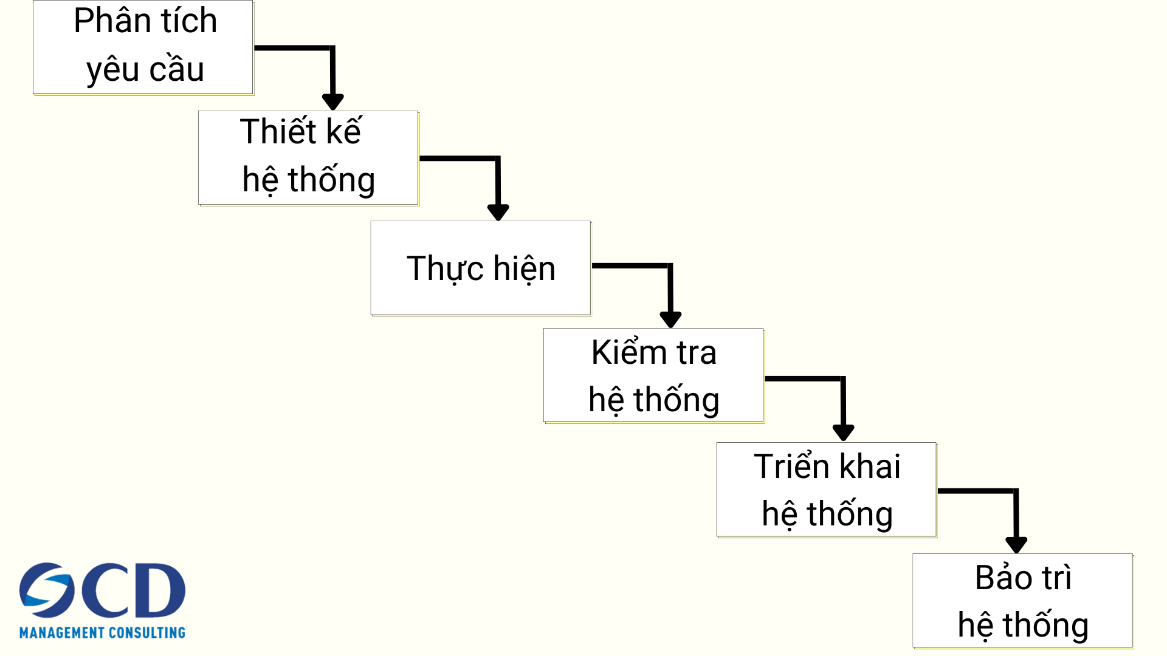 Phân tích
yêu cầu
Thiết kế
hệ thống
Thực hiện
Kiểm tra
hệ thống
Triển khai
hệ thống
Bảo trì
hệ thống
OCD
MANAGEMENT CONSULTING